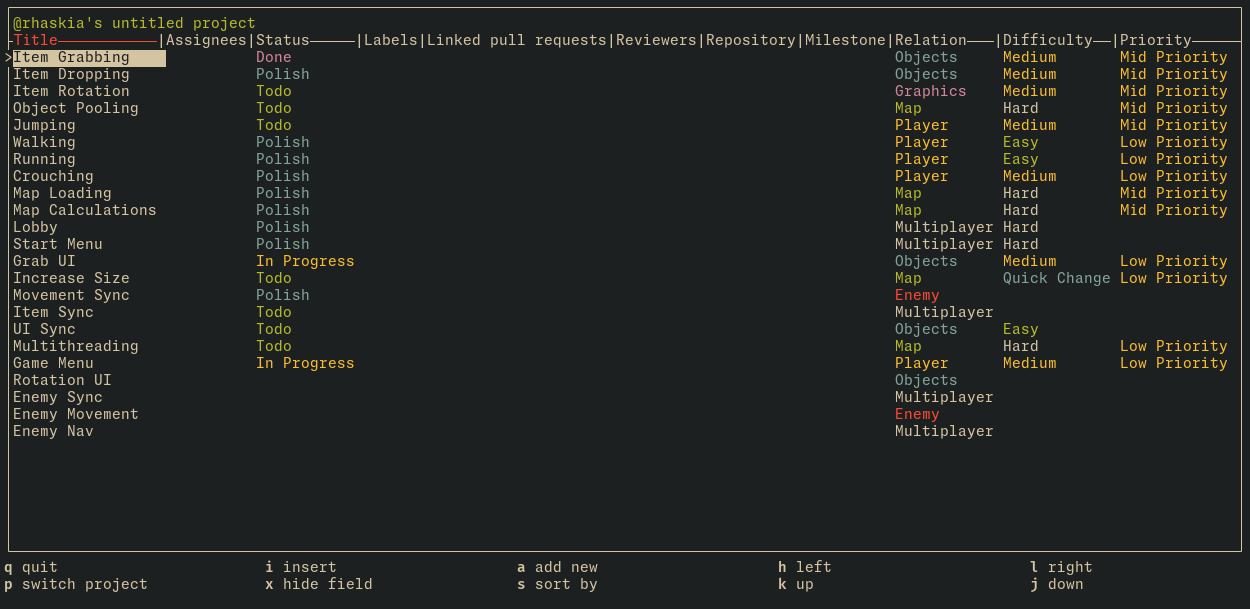 @rhaskia's untitled project
Title |Assignees|Status |Labels|Linked pull requests|Reviewers|Repository|Milestone|Relation |Difficulty |Priority
>Item Grabbing Done Objects Medium Mid Priority
Item Dropping Polish Objects Medium Mid Priority
Item Rotation Todo Graphics Medium Mid Priority
Object Pooling Todo Map Hard Mid Priority
Jumping Todo Player Medium Mid Priority
Walking Polish Player Easy Low Priority
Running Polish Player Easy Low Priority
Crouching Polish Player Medium Low Priority
Map Loading Polish Map Hard Mid Priority
Map Calculations Polish Map Hard Mid Priority
Lobby Polish Multiplayer Hard
Start Menu Polish Multiplayer Hard
Grab UI In Progress Objects Medium Low Priority
Increase Size Todo Map Quick Change Low Priority
Movement Sync Polish Enemy
Item Sync Todo Multiplayer
UI Sync Todo Objects Easy
Multithreading Todo Map Hard Low Priority
Game Menu In Progress Player Medium Low Priority
Rotation UI Objects
Enemy Sync Multiplayer
Enemy Movement Enemy
Enemy Nav Multiplayer
q quit i insert a add new h left l right
p switch project x hide field s sort by k up j down